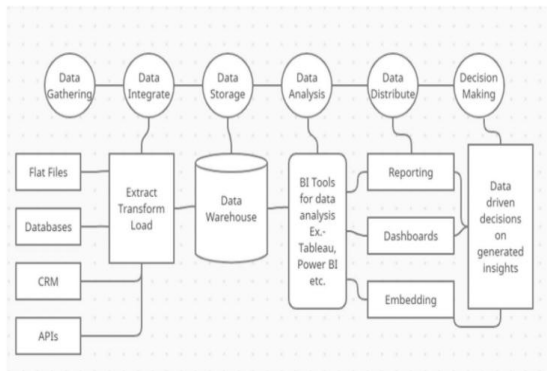 Data
Gathering
Data
Integrate
Data
Storage
Data
Analysis
Data
Distribute
Decision
Making
Flat Files
Databases
CRM
APIs
Extract
Transform
Load
Data
Warehouse
BI Tools
for data
analysis
Ex.-
Tableau,
Power BI
etc.
Reporting
Dashboards
Embedding
Data
driven
decisions
on
generated
insights